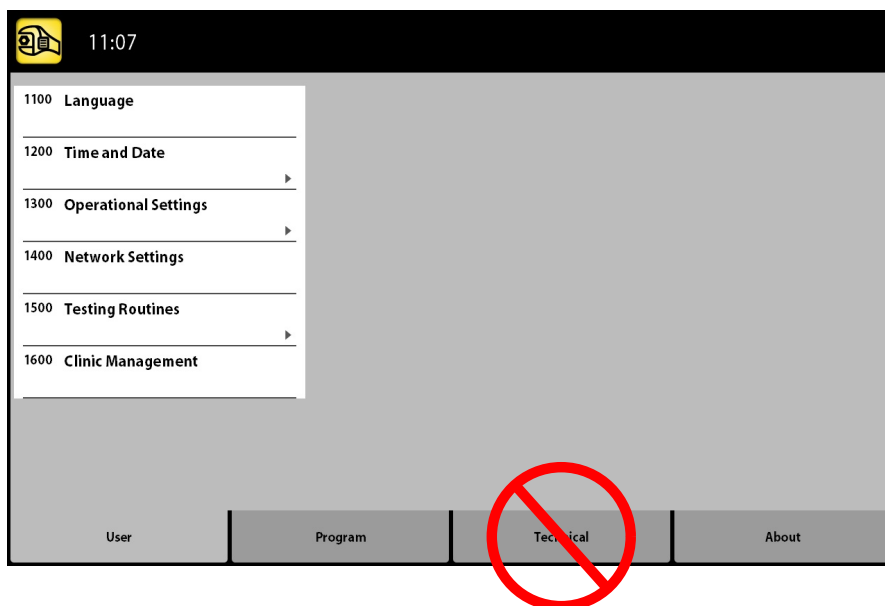 11:07
1100 Language
1200 Time and Date
1300 Operational Settings
1400 Network Settings
1500 Testing Routines
1600 Clinic Management
User Program Technical About